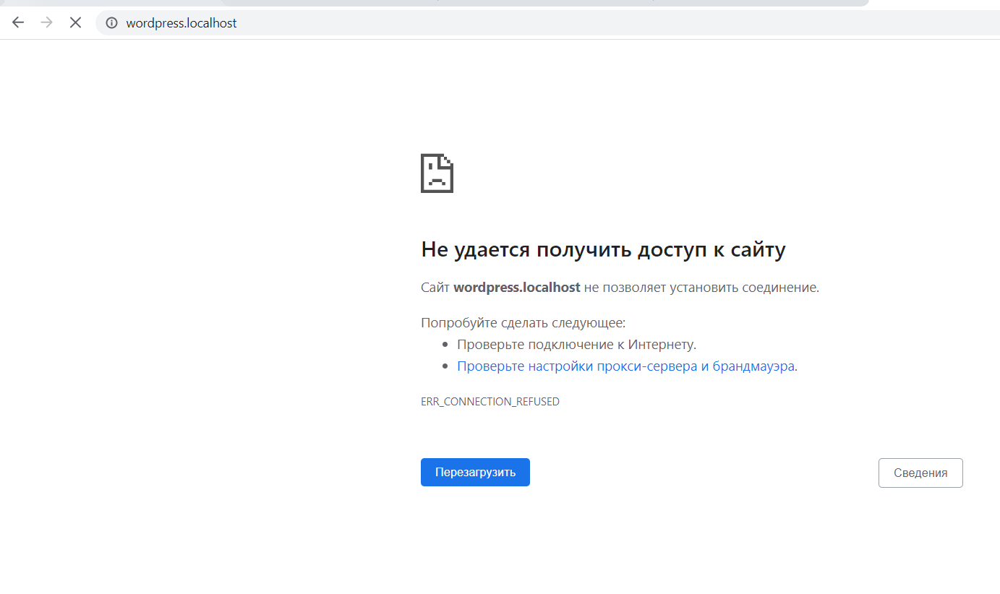 wordpress.localhost
Не удается получить доступ к сайту
Сайт wordpress.localhost не позволяет установить соединение.
Попробуйте сделать следующее:
Проверьте подключение к Интернету.
Проверьте настройки прокси-сервера и брандмауэра.
ERR_CONNECTION_REFUSED
Перезагрузить
Сведения